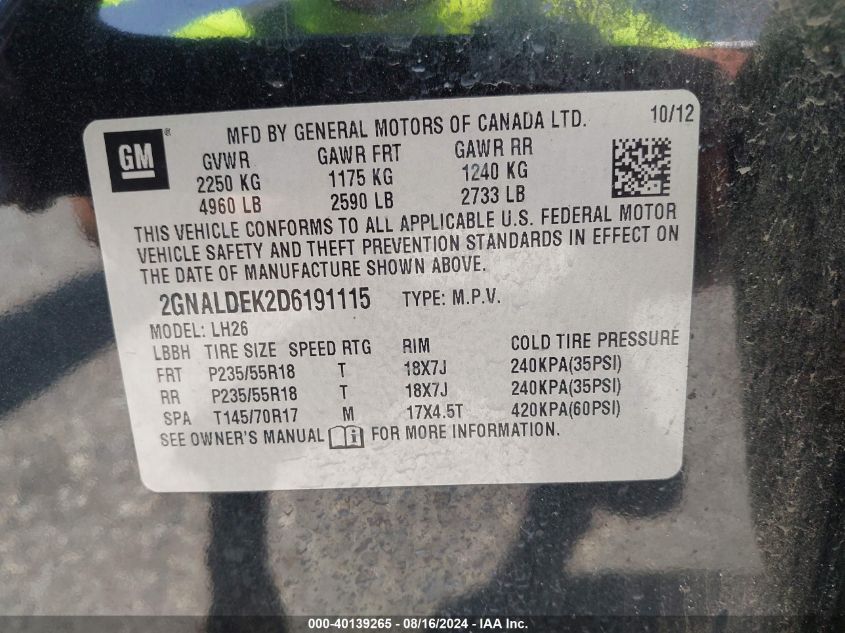 GM® MFD BY GENERAL MOTORS OF CANADA LTD. 10/12
GVWR GAWR FRT GAWR RR
2250 KG 1175 KG 1240 KG
4960 LB 2590 LB 2733 LB
THIS VEHICLE CONFORMS TO ALL APPLICABLE U.S. FEDERAL MOTOR
VEHICLE SAFETY AND THEFT PREVENTION STANDARDS IN EFFECT ON
THE DATE OF MANUFACTURE SHOWN ABOVE.
2GNALDEK2D6191115 TYPE: M.P.V.
MODEL: LH26
LBBH TIRE SIZE SPEED RTG RIM COLD TIRE PRESSURE
FRT P235/55R18 T 18X7J 240KPA(35PSI)
RR P235/55R18 T 18X7J 240KPA(35PSI)
SPA T145/70R17 M 17X4.5T 420KPA(60PSI)
SEE OWNER'S MANUAL FOR MORE INFORMATION.
000-40139265 - 08/16/2024 - IAA Inc.